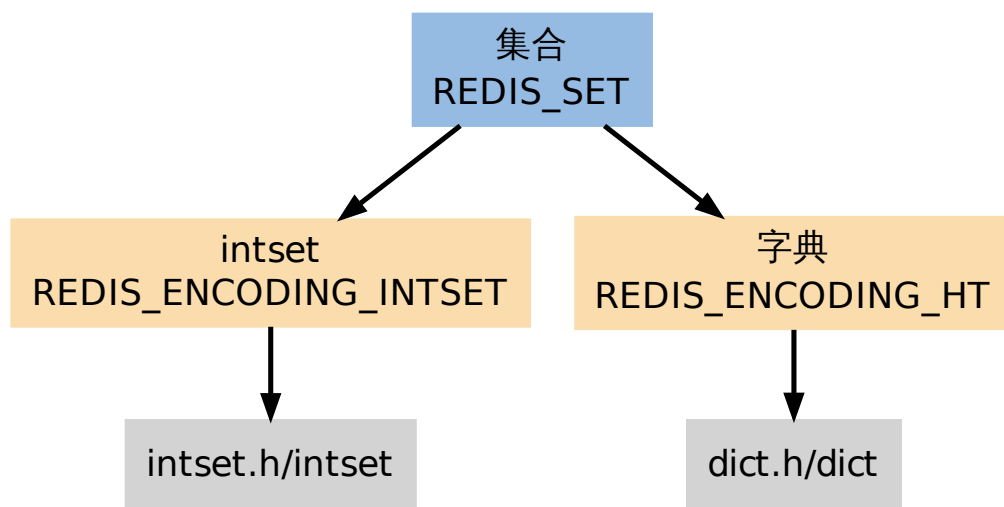 集合
REDIS_SET
intset
REDIS_ENCODING_INTSET
字典
REDIS_ENCODING_HT
intset.h/intset
dict.h/dict